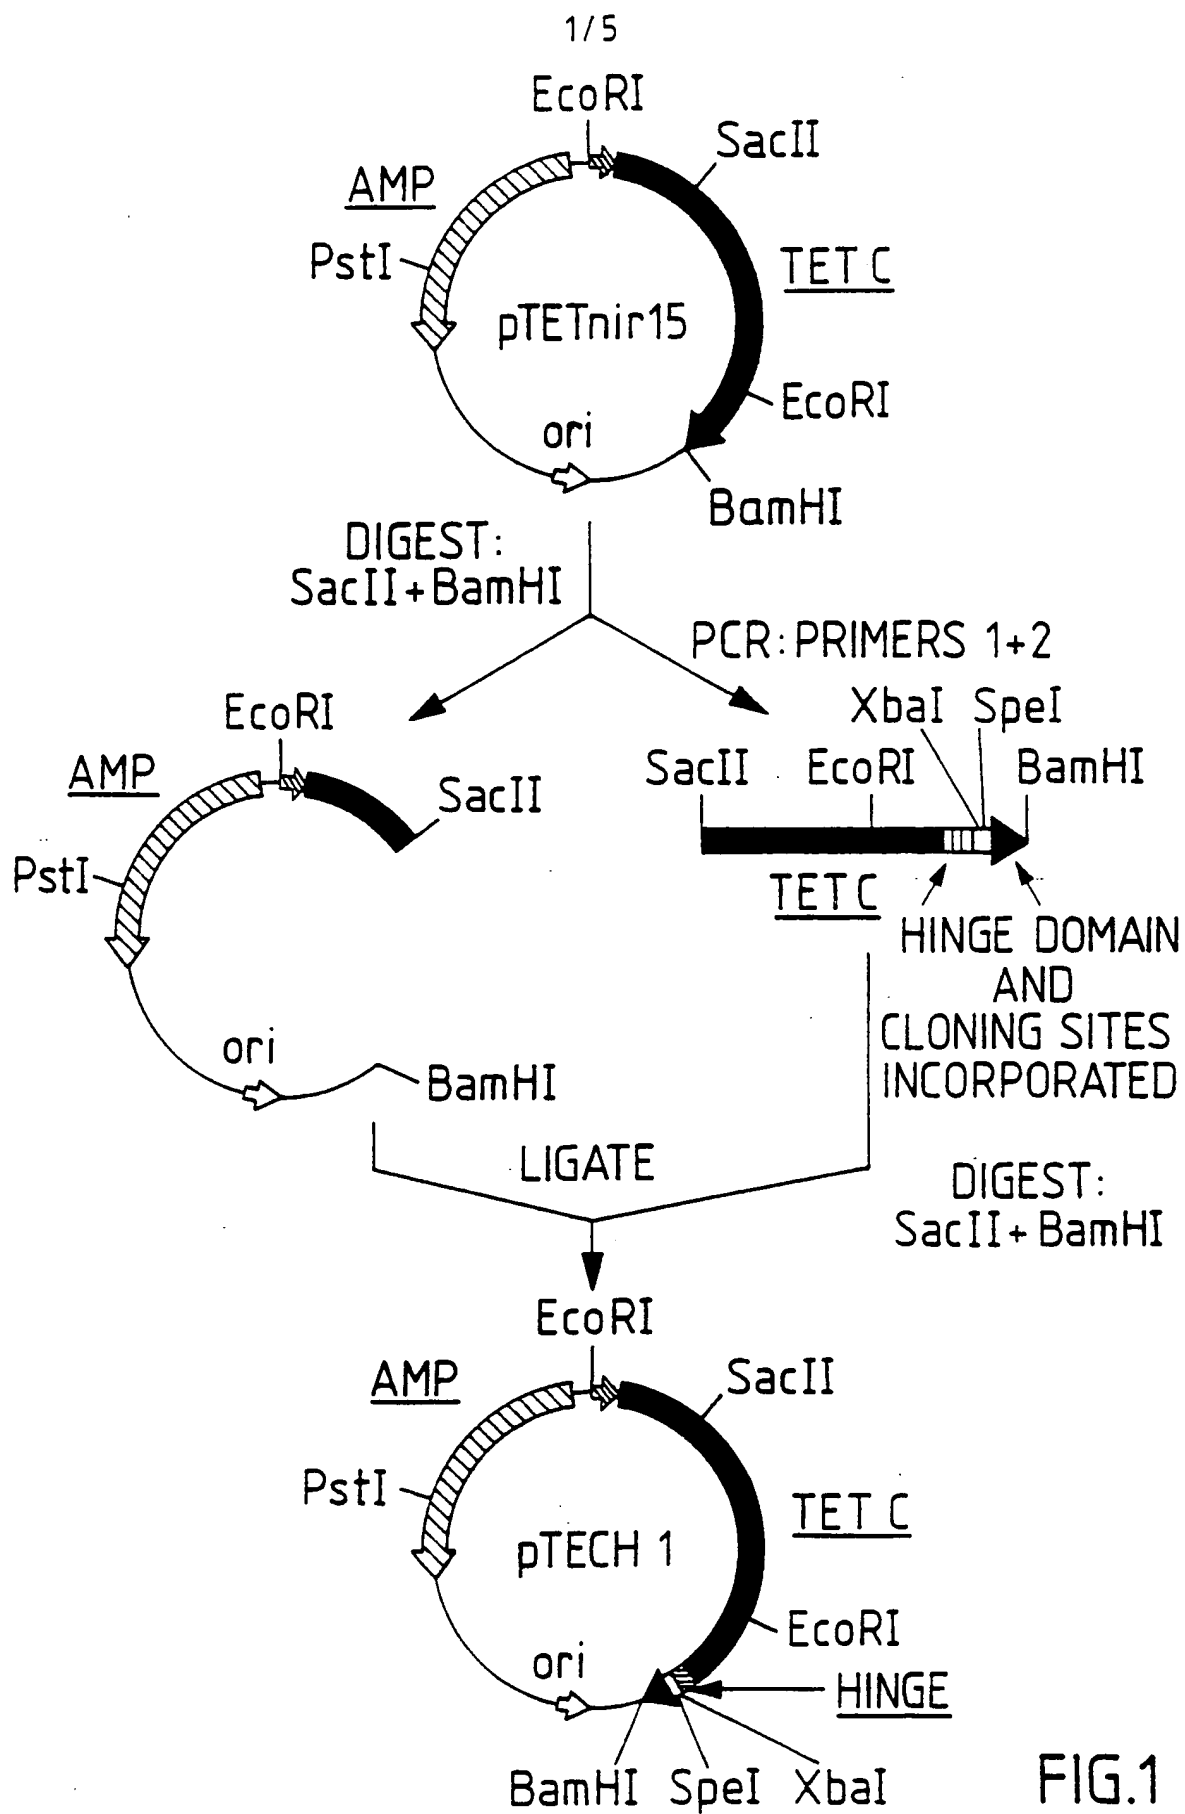 1/5
EcoRI
SacII
AMP
PstI
TET C
pTETnir15
EcoRI
ori
BamHI
DIGEST:
SacII+BamHI
PCR:PRIMERS 1+2
XbaI SpeI
EcoRI
AMP
SacII
SacII EcoRI BamHI
PstI
TET C
HINGE DOMAIN
AND
CLONING SITES
INCORPORATED
ori
BamHI
LIGATE
DIGEST:
SacII+BamHI
EcoRI
SacII
AMP
PstI
TET C
pTECH 1
EcoRI
ori
HINGE
BamHI SpeI XbaI
FIG.1